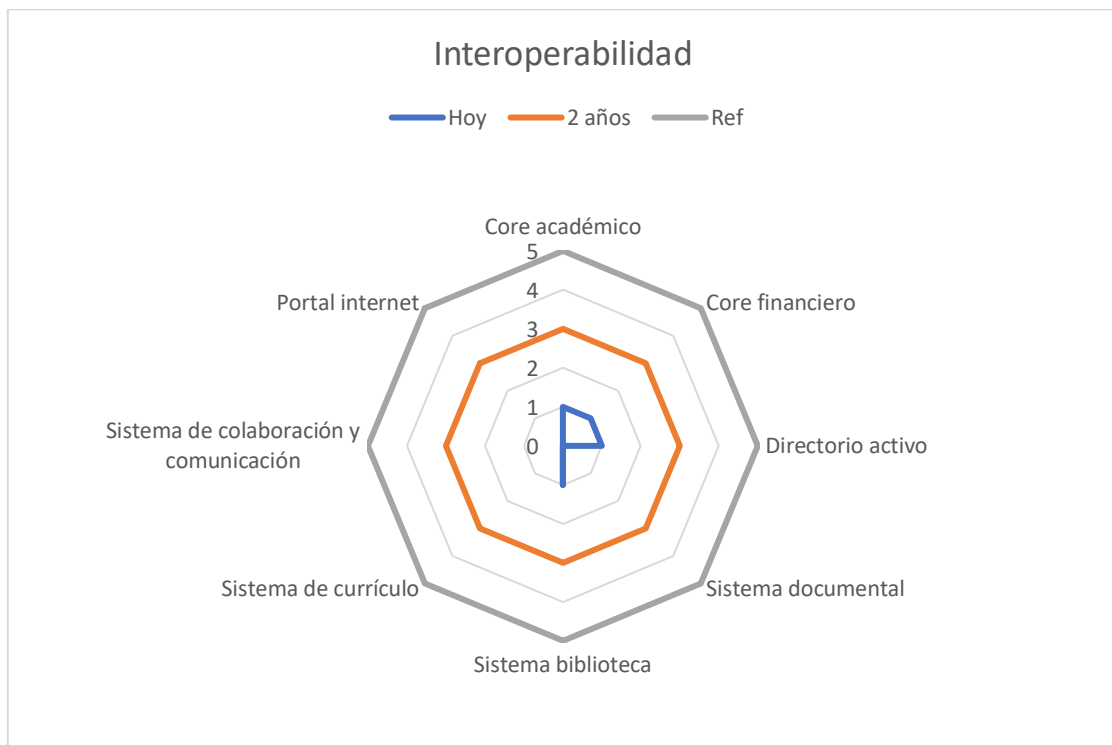 Interoperabilidad
Hoy
2 años
Ref
Core académico
5
Portal internet
Core financiero
4
3
2
1
Sistema de colaboración y
comunicación
0
Directorio activo
Sistema de currículo
Sistema documental
Sistema biblioteca